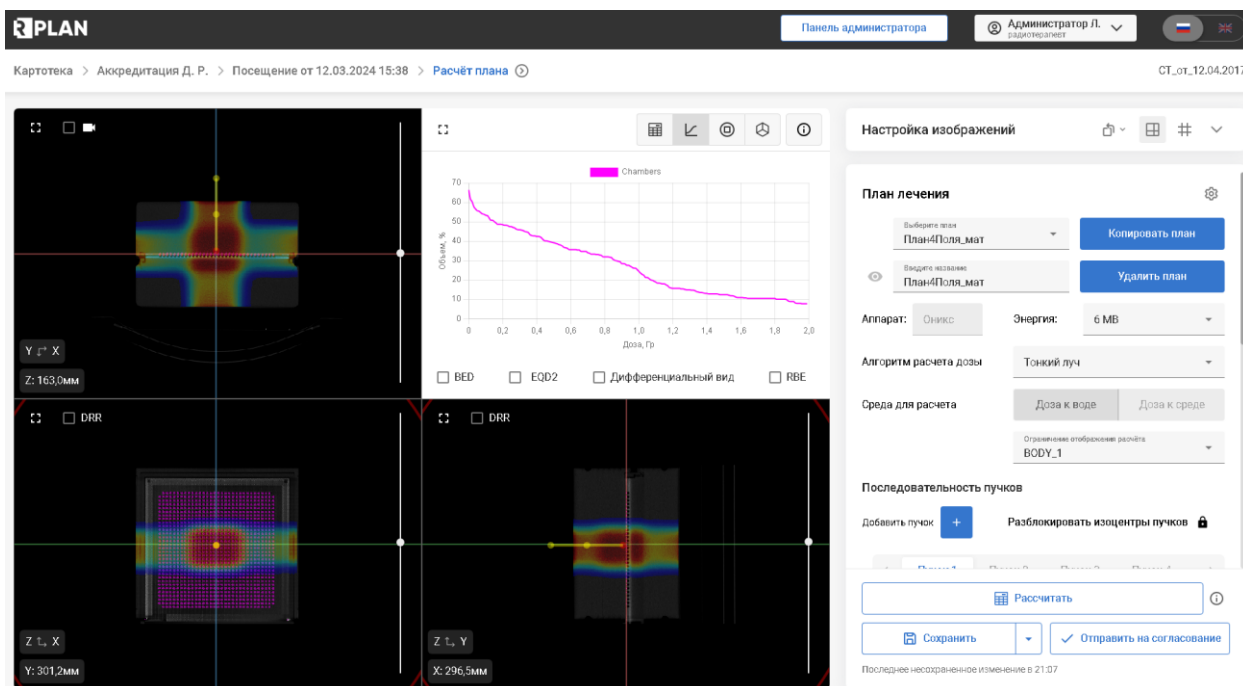 RPLAN
Панель администратора
Администратор Л.
радиотерапевт
Картотека > Аккредитация Д. Р. > Посещение от 12.03.2024 15:38 > Расчёт плана
СТ_от_12.04.2017
Y X
Z: 163,0мм
Chambers
Объем, %
70
60
50
40
30
20
10
0
0 0,2 0,4 0,6 0,8 1,0 1,2 1,4 1,6 1,8 2,0
Доза, Гр
BED EQD2 Дифференциальный вид RBE
DRR
Z X
Y: 301,2мм
DRR
Z Y
X: 296,5мм
Настройка изображений
План лечения
Выберите план
План4Поля_мат
Копировать план
Введите название
План4Поля_мат
Удалить план
Аппарат: Оникс Энергия: 6 МВ
Алгоритм расчета дозы Тонкий луч
Среда для расчета Доза к воде Доза к среде
Ограничение отображения расчёта
BODY_1
Последовательность пучков
Добавить пучок + Разблокировать изоцентры пучков
Рассчитать
Сохранить
Отправить на согласование
Последнее несохраненное изменение в 21:07